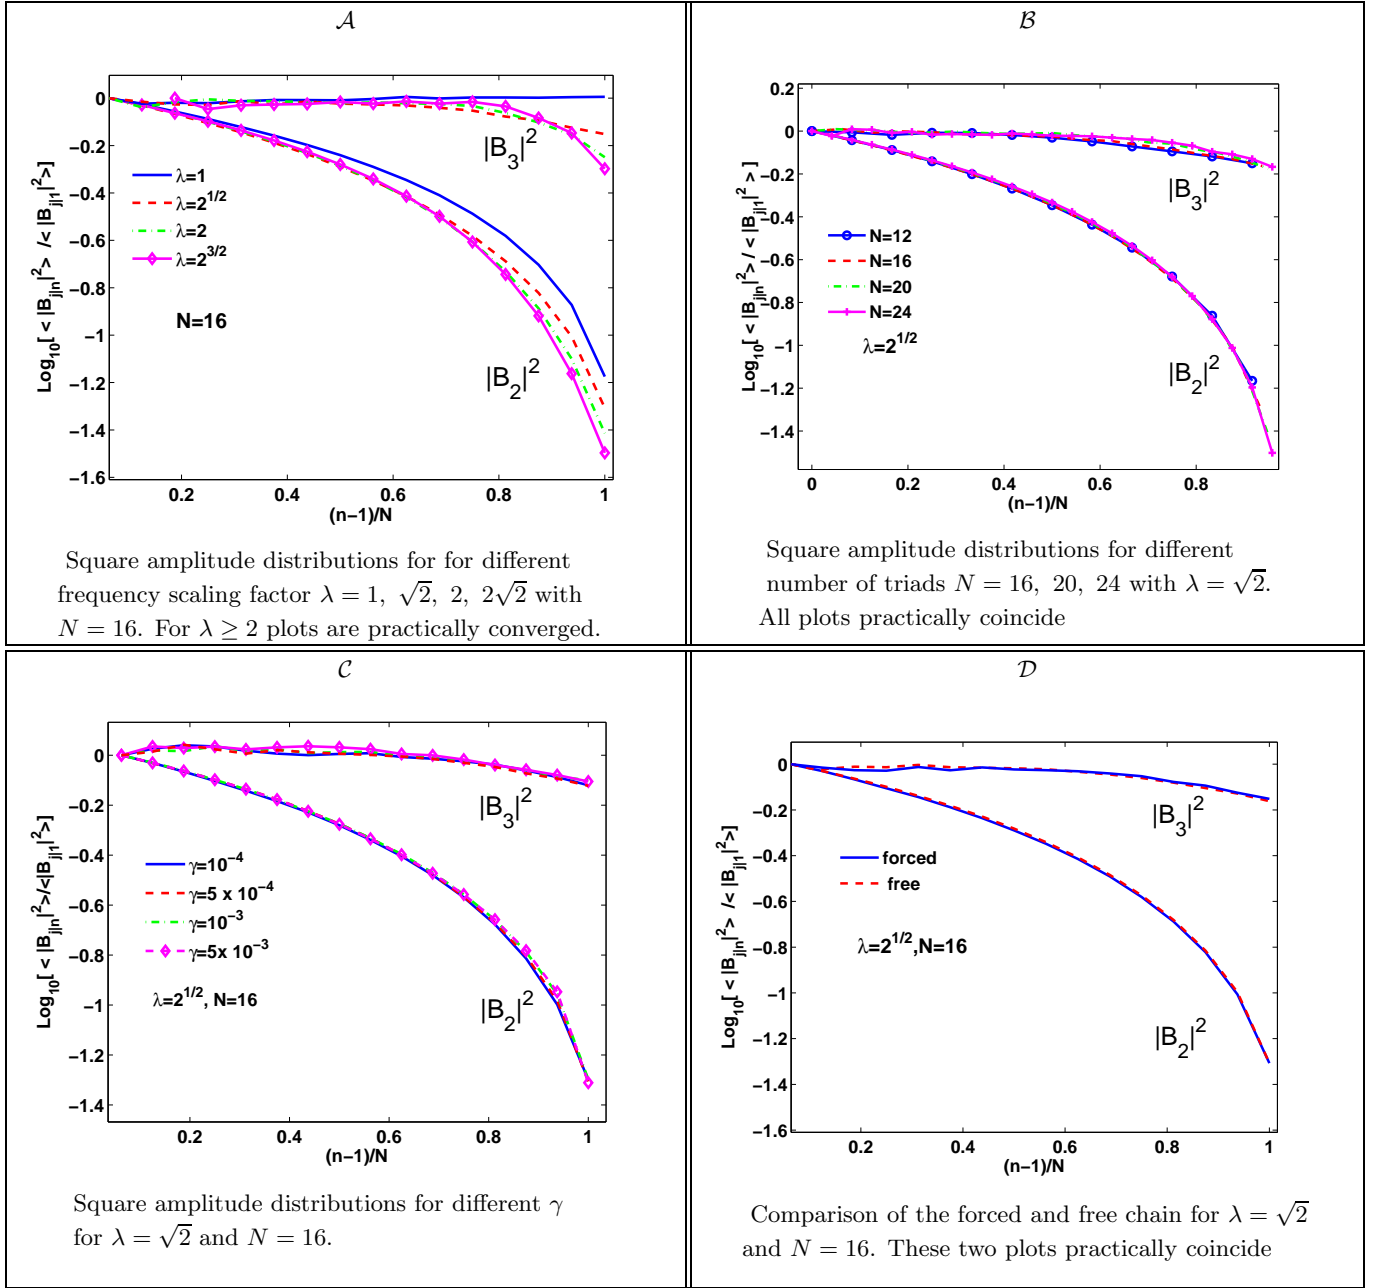 𝒜
0
−0.2
−0.4
−0.6
−0.8
−1
−1.2
−1.4
−1.6
0.2
0.4
0.6
0.8
1
(n−1)/N
Log10[ < |Bj|n|^2> /< |Bj|1|^2>]
|B3|^2
λ=1
λ=2^1/2
λ=2
λ=2^3/2
N=16
|B2|^2
Square amplitude distributions for for different
frequency scaling factor λ = 1, √2, 2, 2√2 with
N = 16. For λ ≥ 2 plots are practically converged.
ℬ
0.2
0
−0.2
−0.4
−0.6
−0.8
−1
−1.2
−1.4
0
0.2
0.4
0.6
0.8
(n−1)/N
Log10[ < |Bj|n|^2> / < |Bj|1|^2> ]
|B3|^2
N=12
N=16
N=20
N=24
λ=2^1/2
|B2|^2
Square amplitude distributions for different
number of triads N = 16, 20, 24 with λ = √2.
All plots practically coincide
𝒞
0
−0.2
−0.4
−0.6
−0.8
−1
−1.2
−1.4
0.2
0.4
0.6
0.8
1
(n−1)/N
Log10[ < |Bj|n|^2>/<|Bj|1|^2>]
|B3|^2
γ=10^−4
γ=5 x 10^−4
γ=10^−3
γ=5x 10^−3
λ=2^1/2, N=16
|B2|^2
Square amplitude distributions for different γ
for λ = √2 and N = 16.
𝒟
0
−0.2
−0.4
−0.6
−0.8
−1
−1.2
−1.4
−1.6
0.2
0.4
0.6
0.8
1
(n−1)/N
Log10[ < |Bj|n|^2> / < |Bj|1|^2>]
|B3|^2
forced
free
λ=2^1/2,N=16
|B2|^2
Comparison of the forced and free chain for λ = √2
and N = 16. These two plots practically coincide